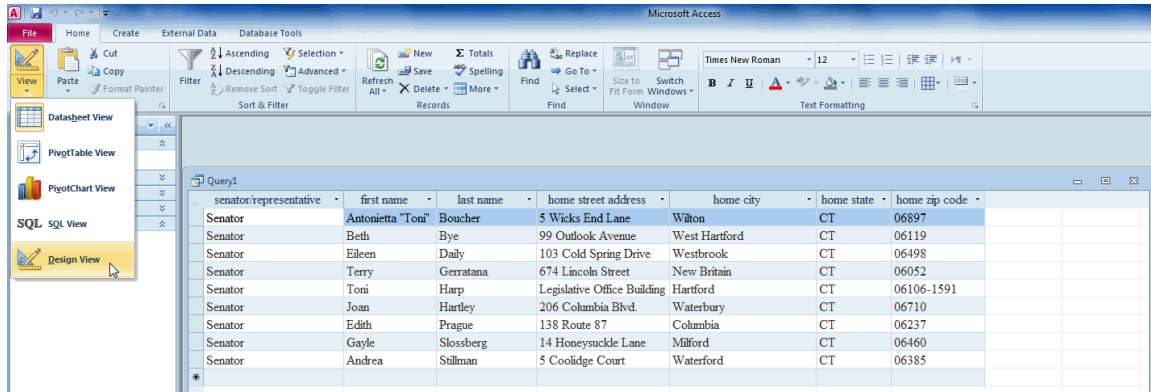 Microsoft Access
File Home Create External Data Database Tools
View
Paste
Cut
Copy
Format Painter
Filter
Ascending
Descending
Remove Sort
Selection
Advanced
Toggle Filter
Sort & Filter
Refresh
All
New
Save
Delete
Totals
Spelling
More
Records
Find
Replace
Go To
Select
Find
Size to
Fit Form
Switch
Windows
Window
Times New Roman 12
B I U A
Text Formatting
Datasheet View
PivotTable View
PivotChart View
SQL SQL View
Design View
Query1
senator/representative first name last name home street address home city home state home zip code
Senator Antonietta "Toni" Boucher 5 Wicks End Lane Wilton CT 06897
Senator Beth Bye 99 Outlook Avenue West Hartford CT 06119
Senator Eileen Daily 103 Cold Spring Drive Westbrook CT 06498
Senator Terry Gerratana 674 Lincoln Street New Britain CT 06052
Senator Toni Harp Legislative Office Building Hartford CT 06106-1591
Senator Joan Hartley 206 Columbia Blvd. Waterbury CT 06710
Senator Edith Prague 138 Route 87 Columbia CT 06237
Senator Gayle Slossberg 14 Honeysuckle Lane Milford CT 06460
Senator Andrea Stillman 5 Coolidge Court Waterford CT 06385